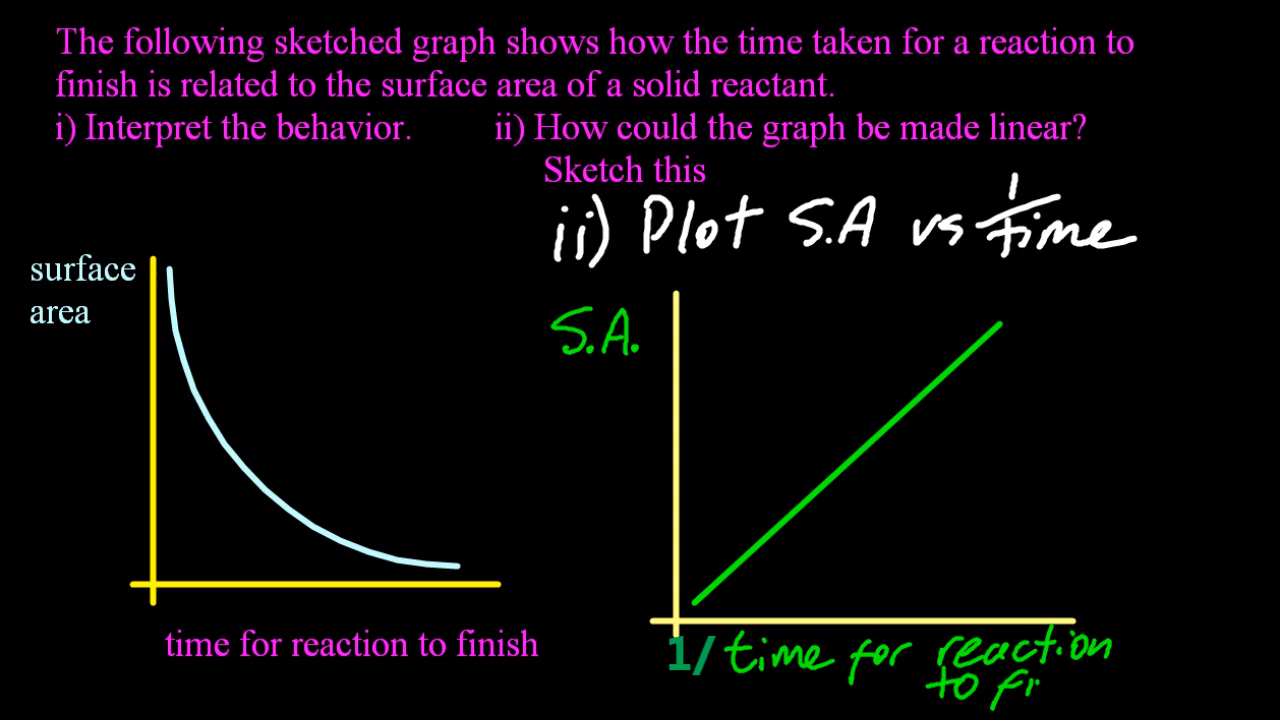 The following sketched graph shows how the time taken for a reaction to
finish is related to the surface area of a solid reactant.
i) Interpret the behavior. ii) How could the graph be made linear?
Sketch this
ii) Plot S.A vs 1/time
surface
area
time for reaction to finish
S.A.
1/time for reaction
to fi